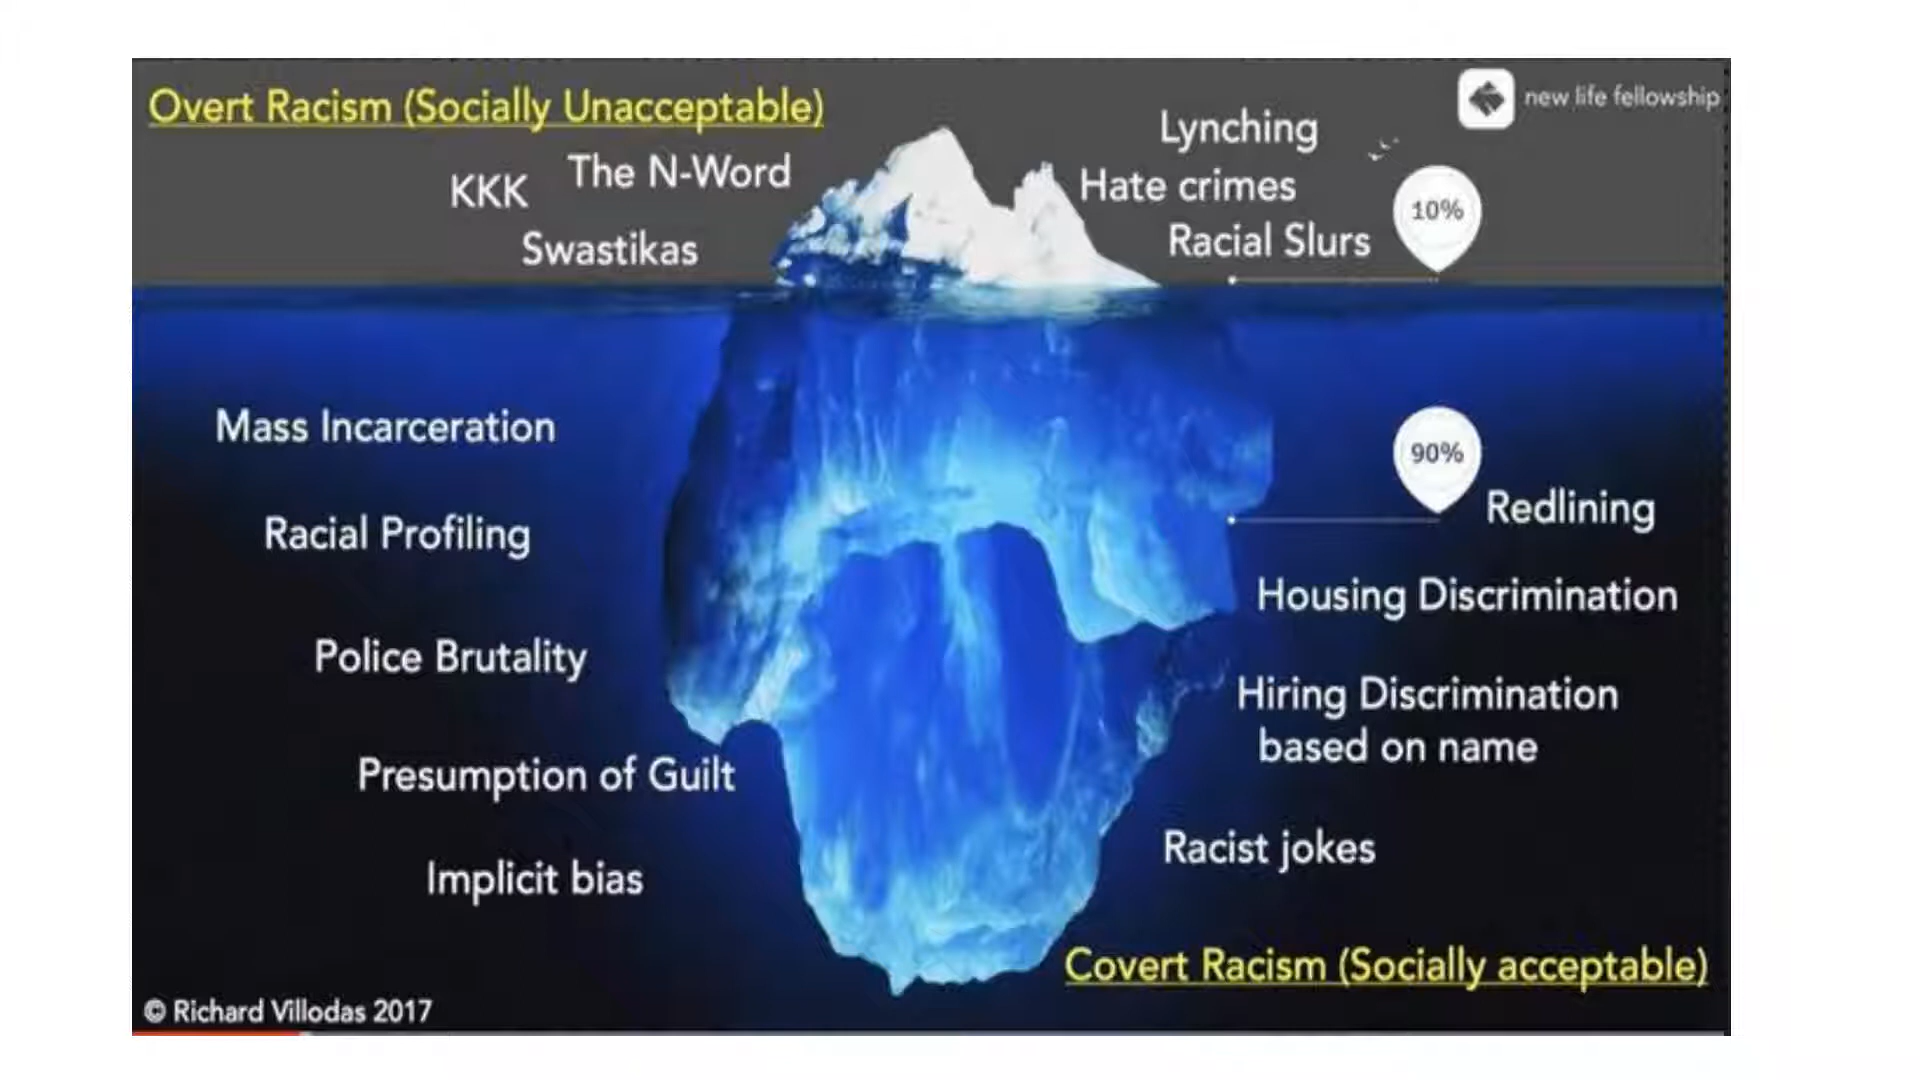 Overt Racism (Socially Unacceptable)
new life fellowship
KKK
The N-Word
Swastikas
Lynching
Hate crimes
Racial Slurs
10%
Mass Incarceration
Racial Profiling
Police Brutality
Presumption of Guilt
Implicit bias
90%
Redlining
Housing Discrimination
Hiring Discrimination
based on name
Racist jokes
Covert Racism (Socially acceptable)
© Richard Villodas 2017